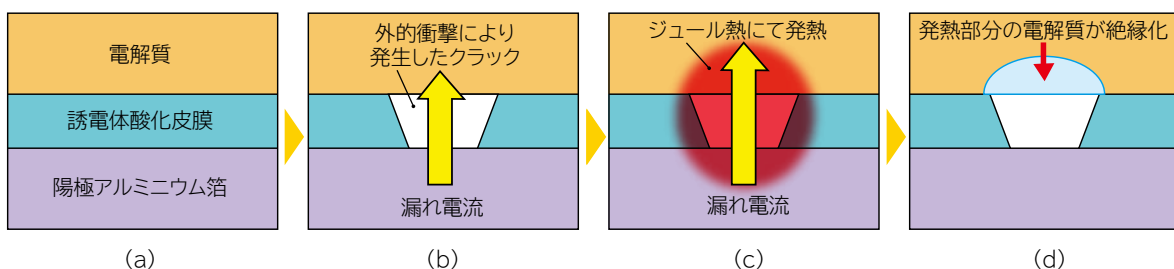 電解質
誘電体酸化皮膜
陽極アルミニウム箔
(a)
外的衝撃により
発生したクラック
漏れ電流
(b)
ジュール熱にて発熱
漏れ電流
(c)
発熱部分の電解質が絶縁化
(d)